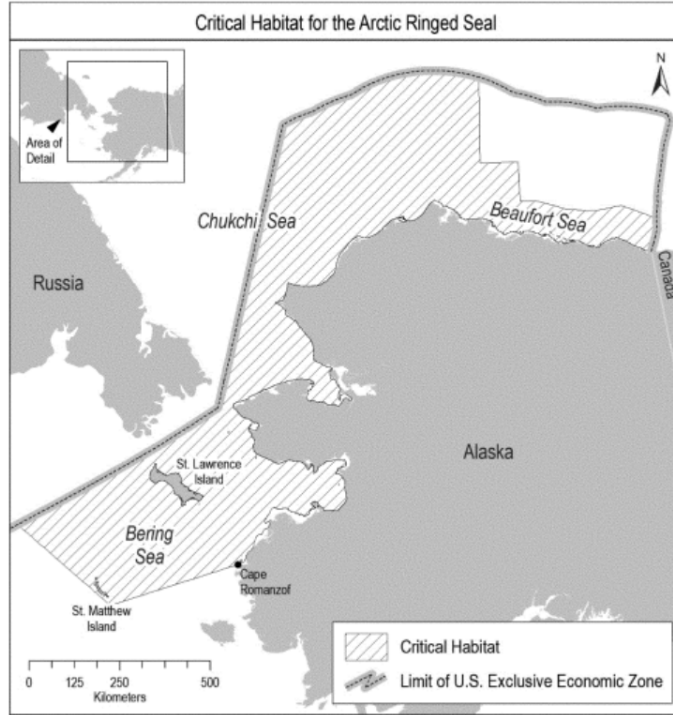 Critical Habitat for the Arctic Ringed Seal
N
Area of
Detail
Chukchi Sea
Beaufort Sea
Canada
Russia
Alaska
St. Lawrence
Island
Bering
Sea
Cape
Romanzof
St. Matthew
Island
Critical Habitat
Limit of U.S. Exclusive Economic Zone
0 125 250 500
Kilometers